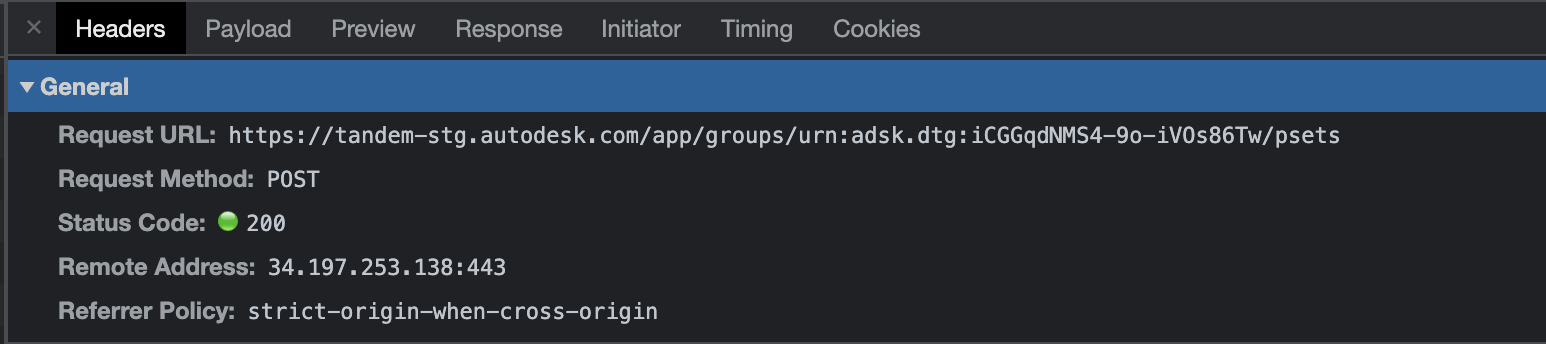 × Headers Payload Preview Response Initiator Timing Cookies
▼ General
Request URL: https://tandem-stg.autodesk.com/app/groups/urn:adsk.dtg:iCGGqdNMS4-9o-iVOs86Tw/psets
Request Method: POST
Status Code: 200
Remote Address: 34.197.253.138:443
Referrer Policy: strict-origin-when-cross-origin